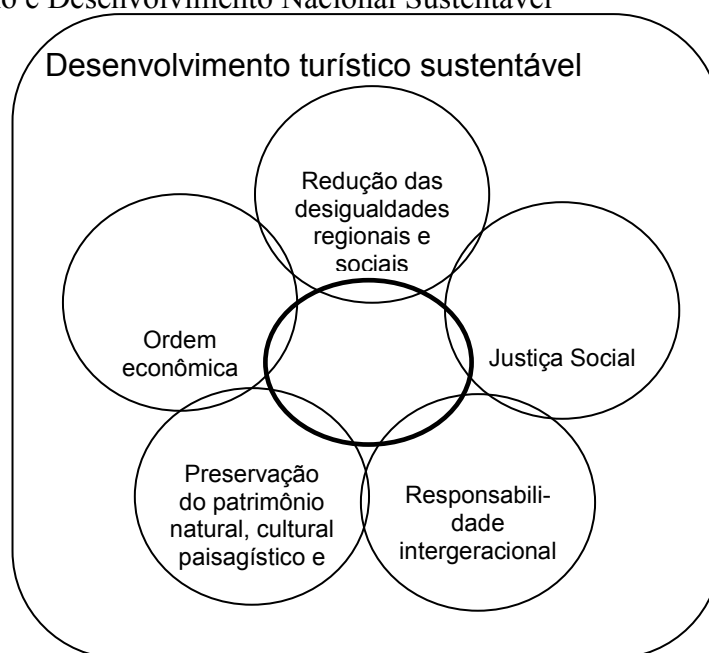 e Desenvolvimento Nacional Sustentável
Desenvolvimento turístico sustentável
Redução das
desigualdades
regionais e
sociais
Ordem
econômica
Justiça Social
Preservação
do patrimônio
natural, cultural
paisagístico e
Responsabili-
dade
intergeracional